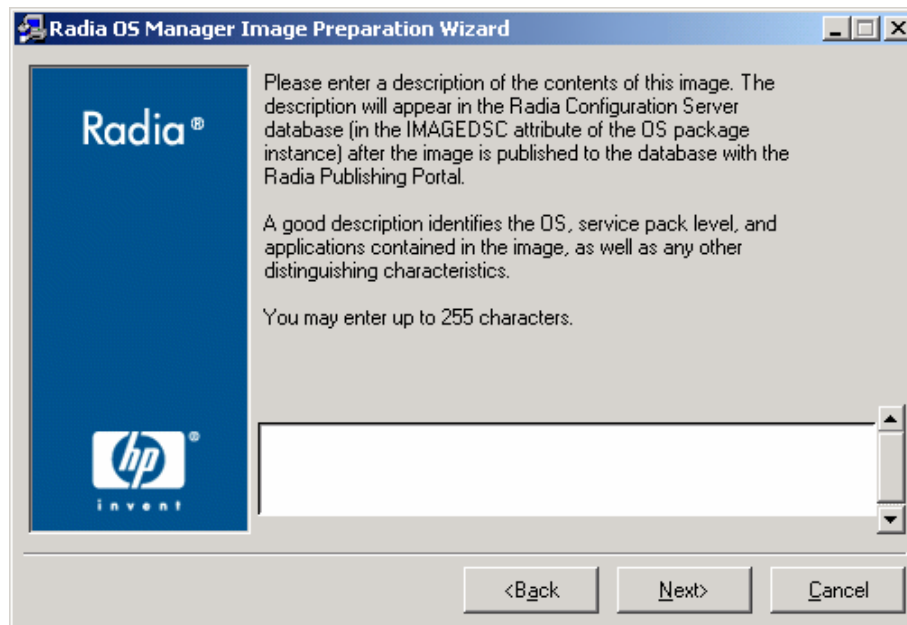 Radia OS Manager Image Preparation Wizard
Radia®
Please enter a description of the contents of this image. The
description will appear in the Radia Configuration Server
database (in the IMAGEDSC attribute of the OS package
instance) after the image is published to the database with the
Radia Publishing Portal.
A good description identifies the OS, service pack level, and
applications contained in the image, as well as any other
distinguishing characteristics.
You may enter up to 255 characters.
hp®
invent
<Back
Next>
Cancel